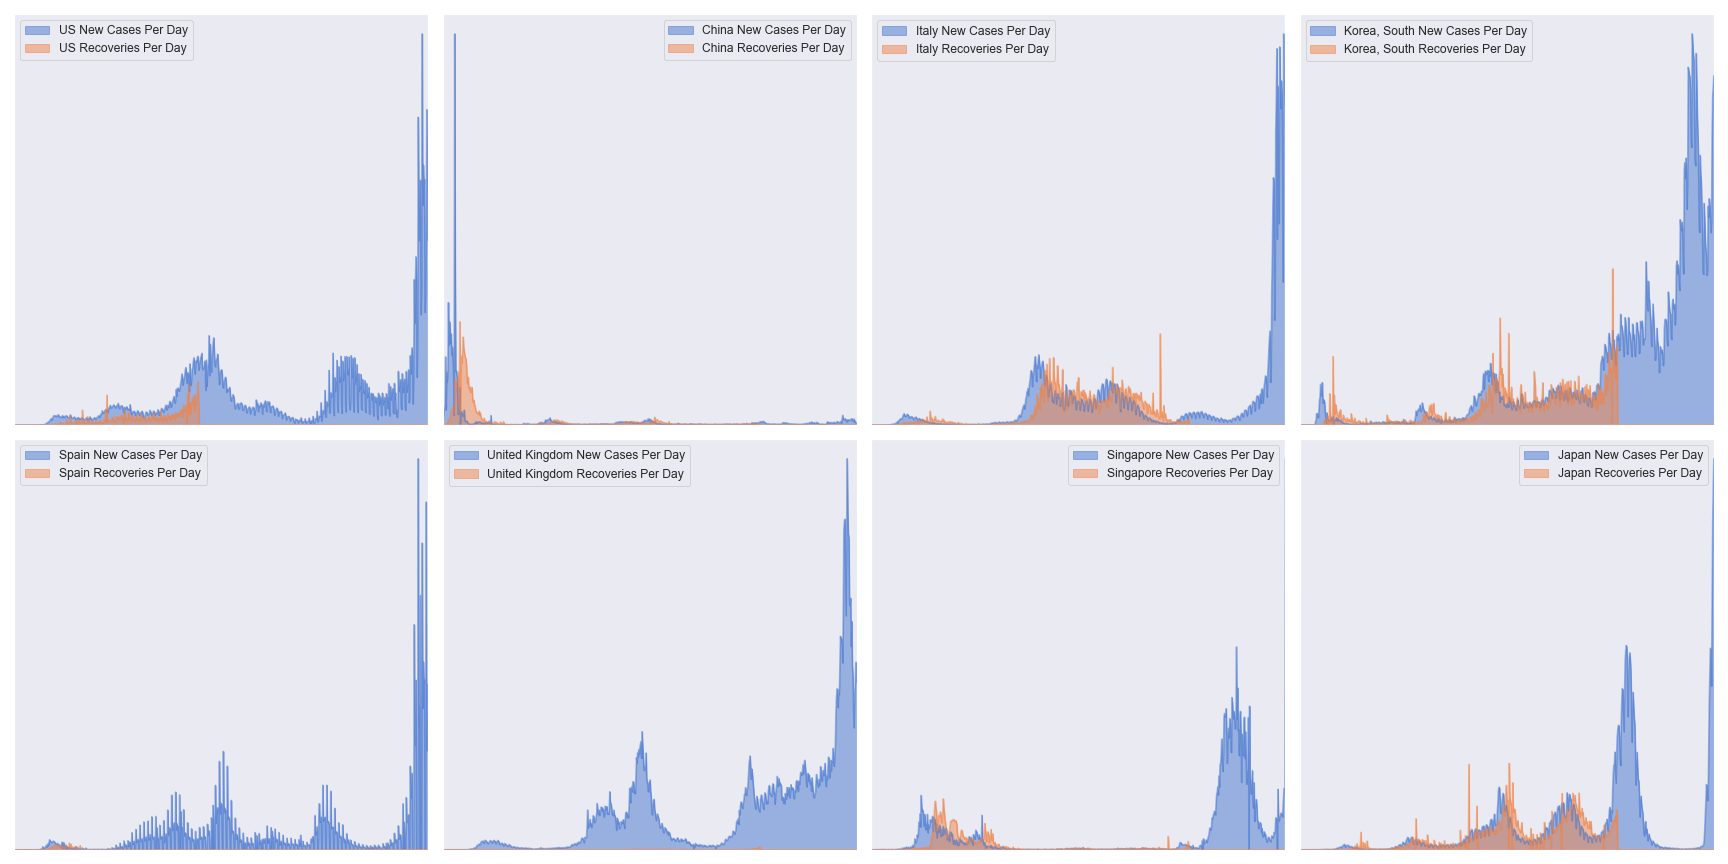 US New Cases Per Day
US Recoveries Per Day
China New Cases Per Day
China Recoveries Per Day
Italy New Cases Per Day
Italy Recoveries Per Day
Korea, South New Cases Per Day
Korea, South Recoveries Per Day
Spain New Cases Per Day
Spain Recoveries Per Day
United Kingdom New Cases Per Day
United Kingdom Recoveries Per Day
Singapore New Cases Per Day
Singapore Recoveries Per Day
Japan New Cases Per Day
Japan Recoveries Per Day